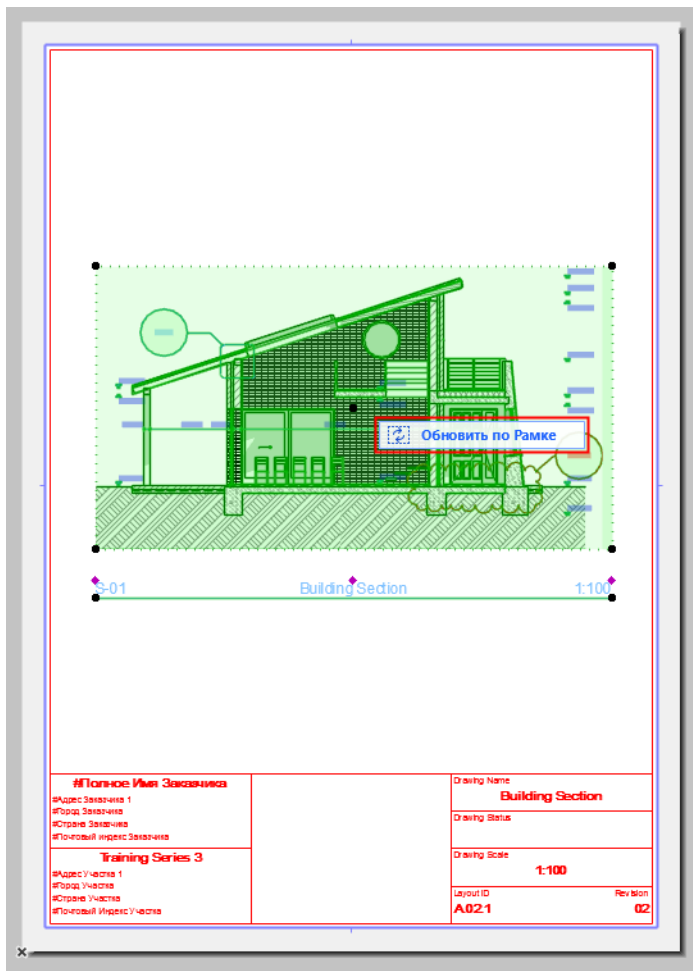 Обновить по Рамке
S-01 Building Section 1:100
#Полное Имя Заказчика
#Адрес Заказчика 1
#Город Заказчика
#Страна Заказчика
#Почтовый индекс Заказчика
Training Series 3
#Адрес Участка 1
#Город Участка
#Страна Участка
#Почтовый Индекс Участка
Drawing Name
Building Section
Drawing Status
Drawing Scale
1:100
Layout ID Revision
A.02.1 02